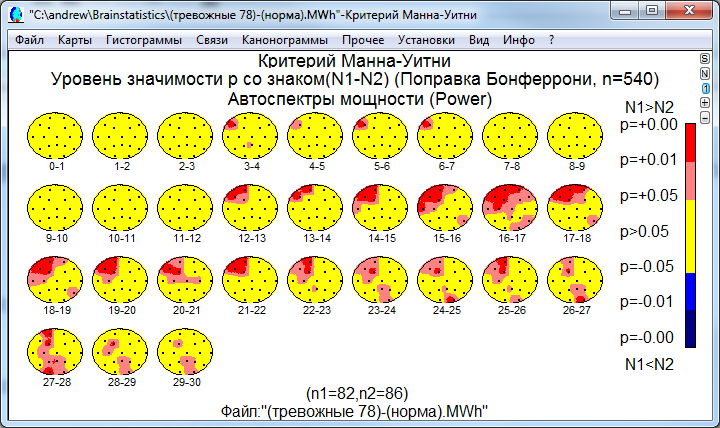 "C:\andrew\Brainstatistics\(тревожные 78)-(норма).MWh"-Критерий Манна-Уитни
Файл Карты Гистограммы Связи Канонограммы Прочее Установки Вид Инфо ?
Критерий Манна-Уитни
Уровень значимости p со знаком(N1-N2) (Поправка Бонферрони, n=540)
Автоспектры мощности (Power)
S
N
1
+
−
N1>N2
p=+0.00
p=+0.01
p=+0.05
p>0.05
p=-0.05
p=-0.01
p=-0.00
N1<N2
0-1 1-2 2-3 3-4 4-5 5-6 6-7 7-8 8-9
9-10 10-11 11-12 12-13 13-14 14-15 15-16 16-17 17-18
18-19 19-20 20-21 21-22 22-23 23-24 24-25 25-26 26-27
27-28 28-29 29-30
(n1=82,n2=86)
Файл:"(тревожные 78)-(норма).MWh"